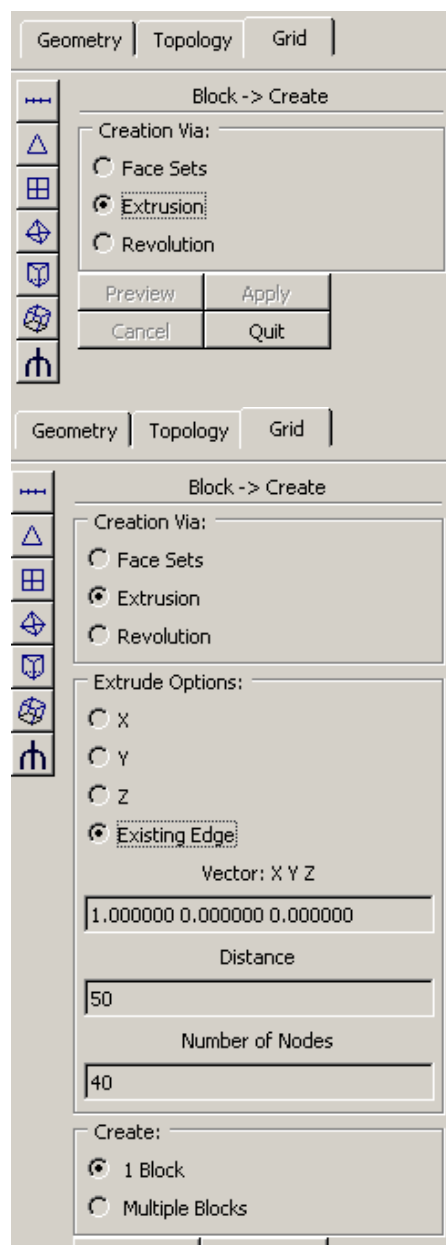 Geometry Topology Grid
Block -> Create
Creation Via:
Face Sets
Extrusion
Revolution
Preview Apply
Cancel Quit
Geometry Topology Grid
Block -> Create
Creation Via:
Face Sets
Extrusion
Revolution
Extrude Options:
X
Y
Z
Existing Edge
Vector: X Y Z
1.000000 0.000000 0.000000
Distance
50
Number of Nodes
40
Create:
1 Block
Multiple Blocks